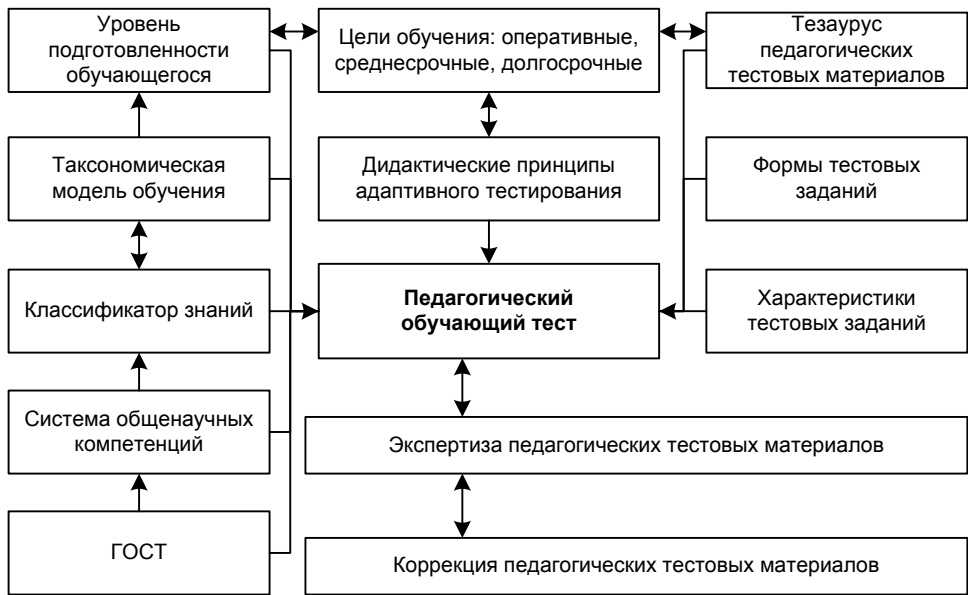 Уровень
подготовленности
обучающегося
Цели обучения: оперативные,
среднесрочные, долгосрочные
Тезаурус
педагогических
тестовых материалов
Таксономическая
модель обучения
Дидактические принципы
адаптивного тестирования
Формы тестовых
заданий
Классификатор знаний
Педагогический
обучающий тест
Характеристики
тестовых заданий
Система общенаучных
компетенций
Экспертиза педагогических тестовых материалов
ГОСТ
Коррекция педагогических тестовых материалов